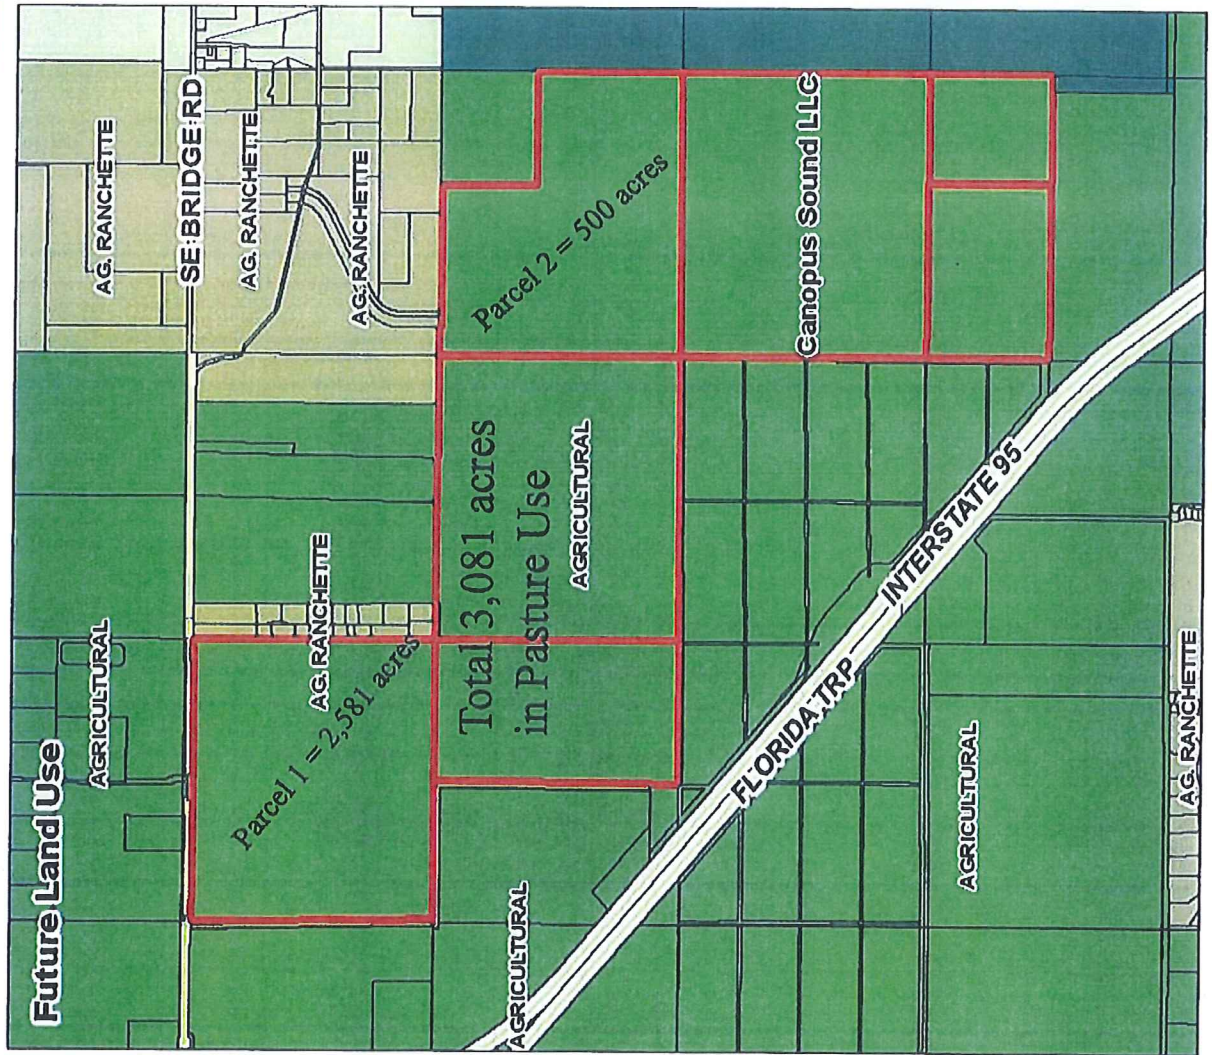 Future Land Use
AGRICULTURAL
AG. RANCHETTE
SE BRIDGE RD
AG. RANCHETTE
Parcel 1 = 2,581 acres
AG. RANCHETTE
AG. RANCHETTE
Total 3,081 acres
in Pasture Use
AGRICULTURAL
AGRICULTURAL
Parcel 2 = 500 acres
Canopus Sound LLC
FLORIDA TRP
INTERSTATE 95
AGRICULTURAL
AG. RANCHETTE